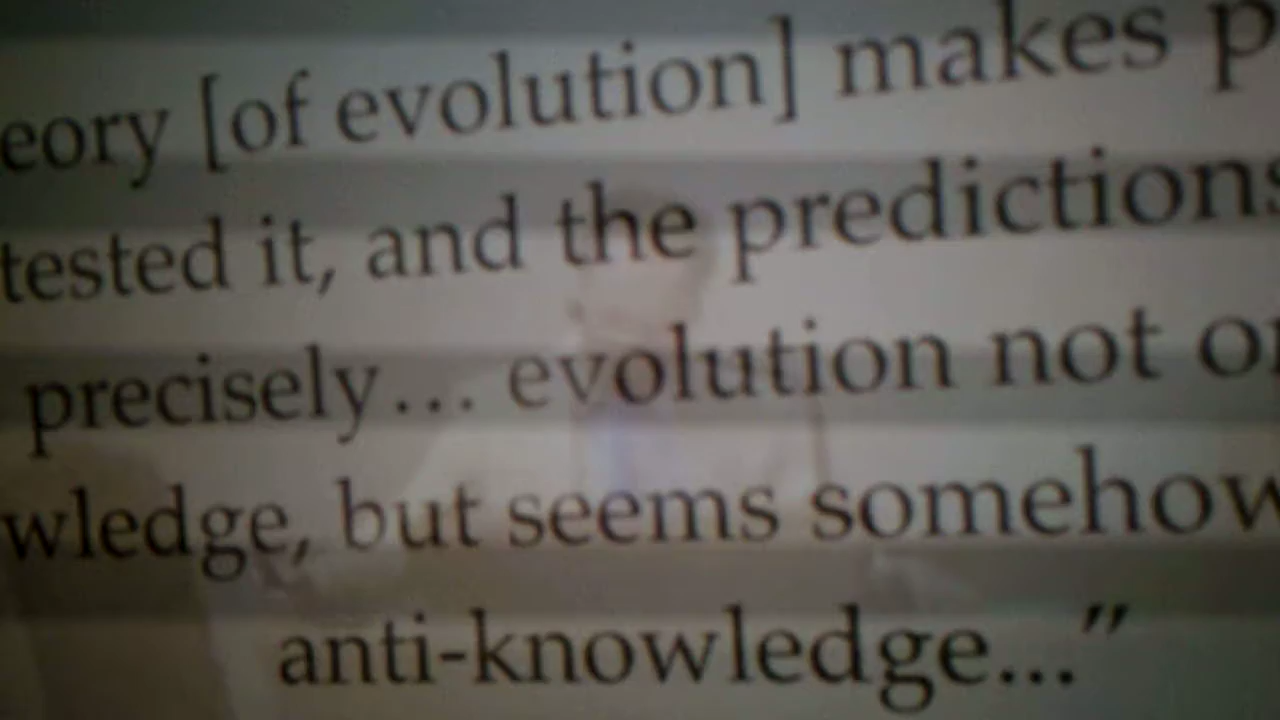 eory [of evolution] makes p
tested it, and the predictions
precisely... evolution not o
wledge, but seems somehow
anti-knowledge..."